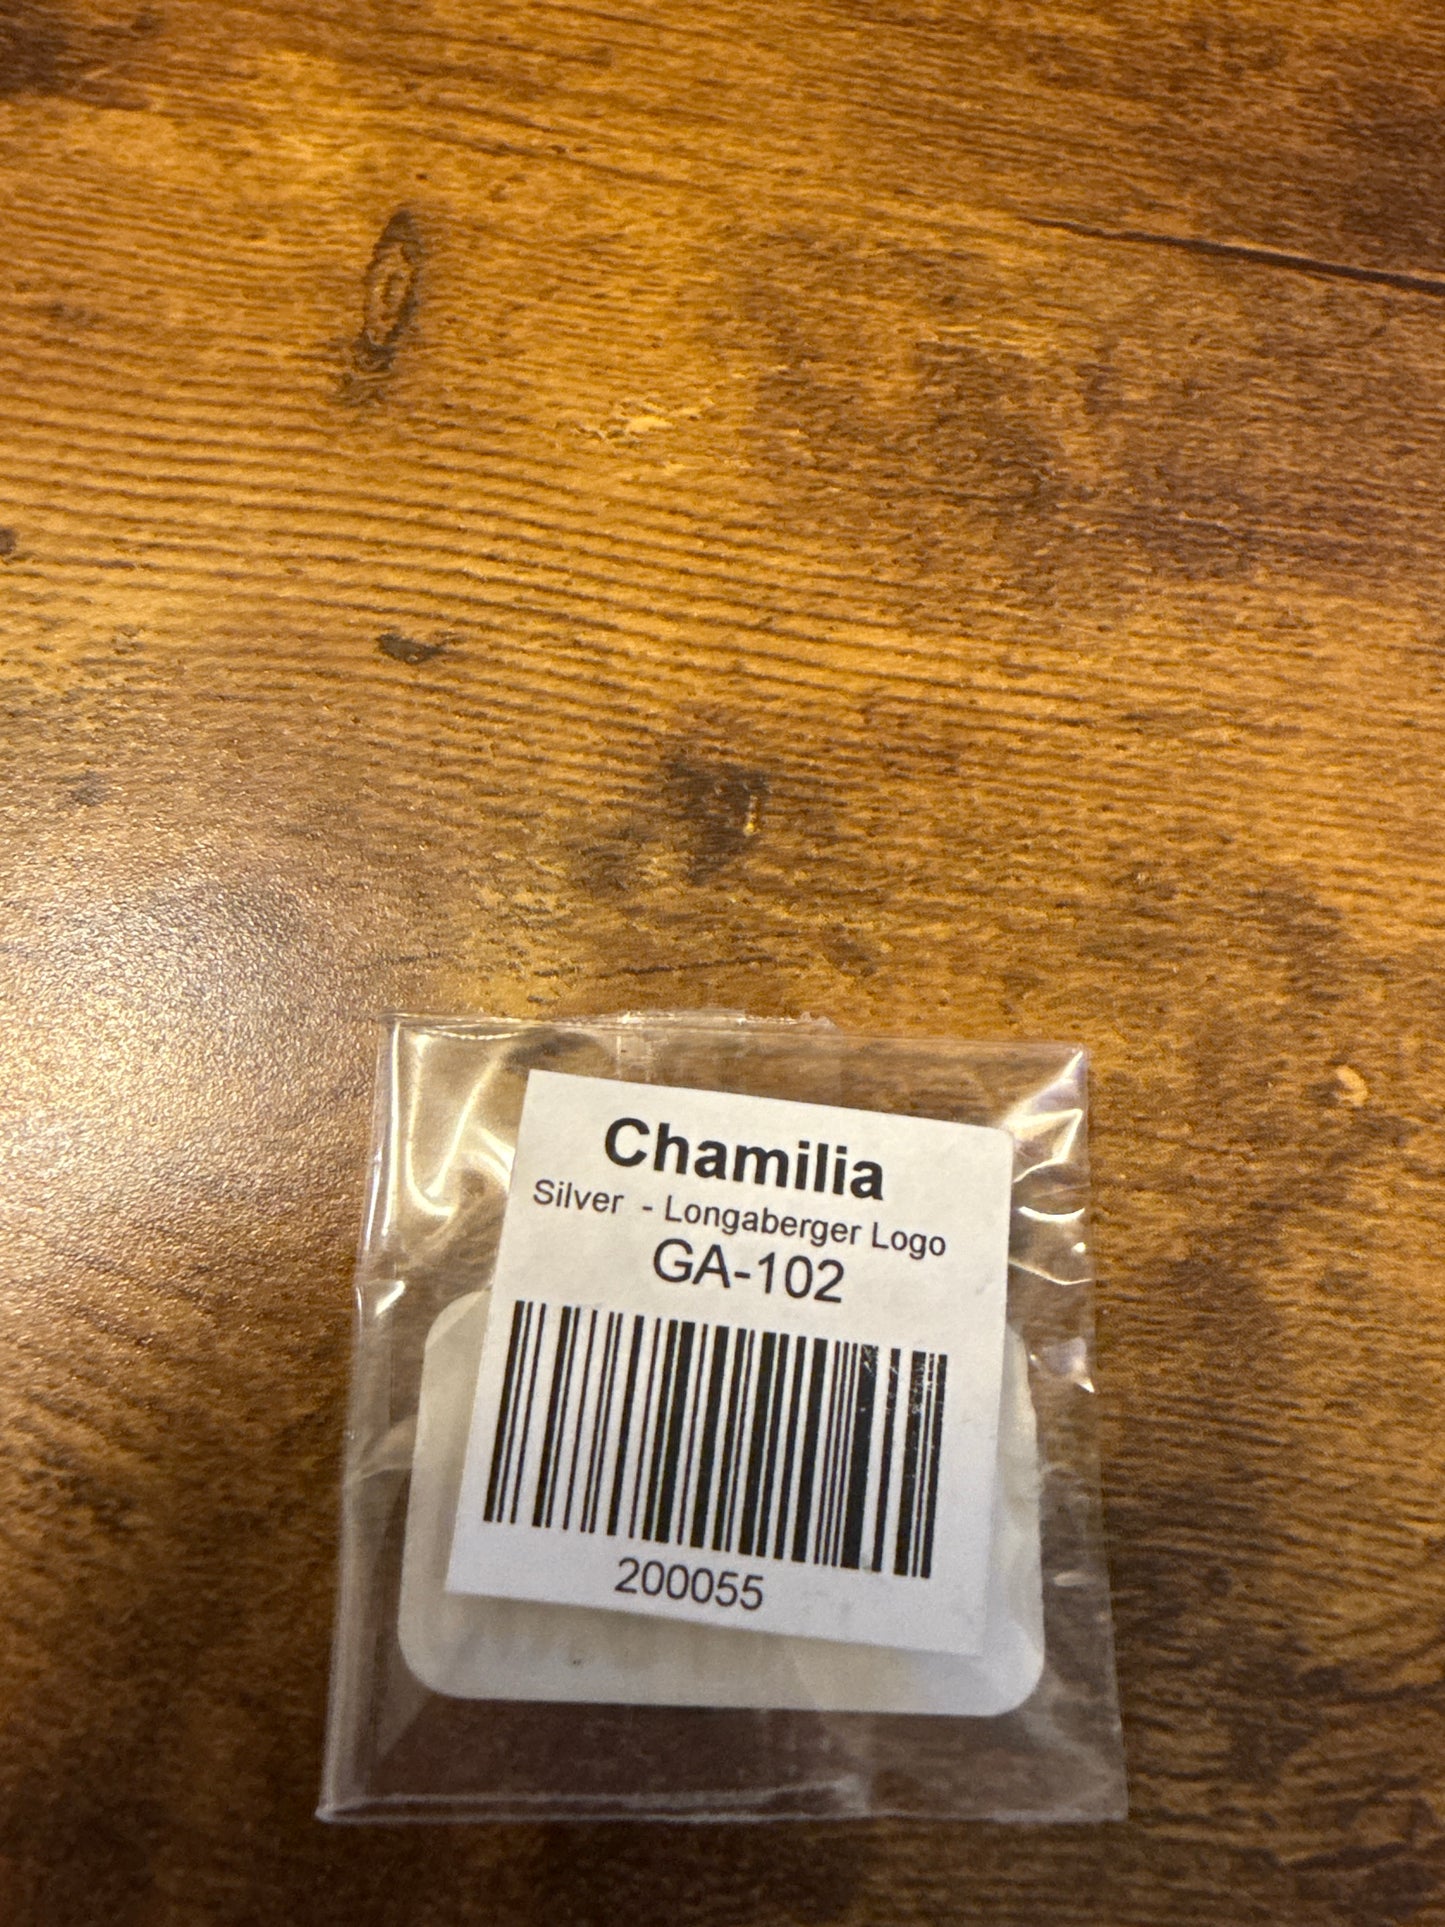 Chamilia
Silver - Longaberger Logo
GA-102
200055